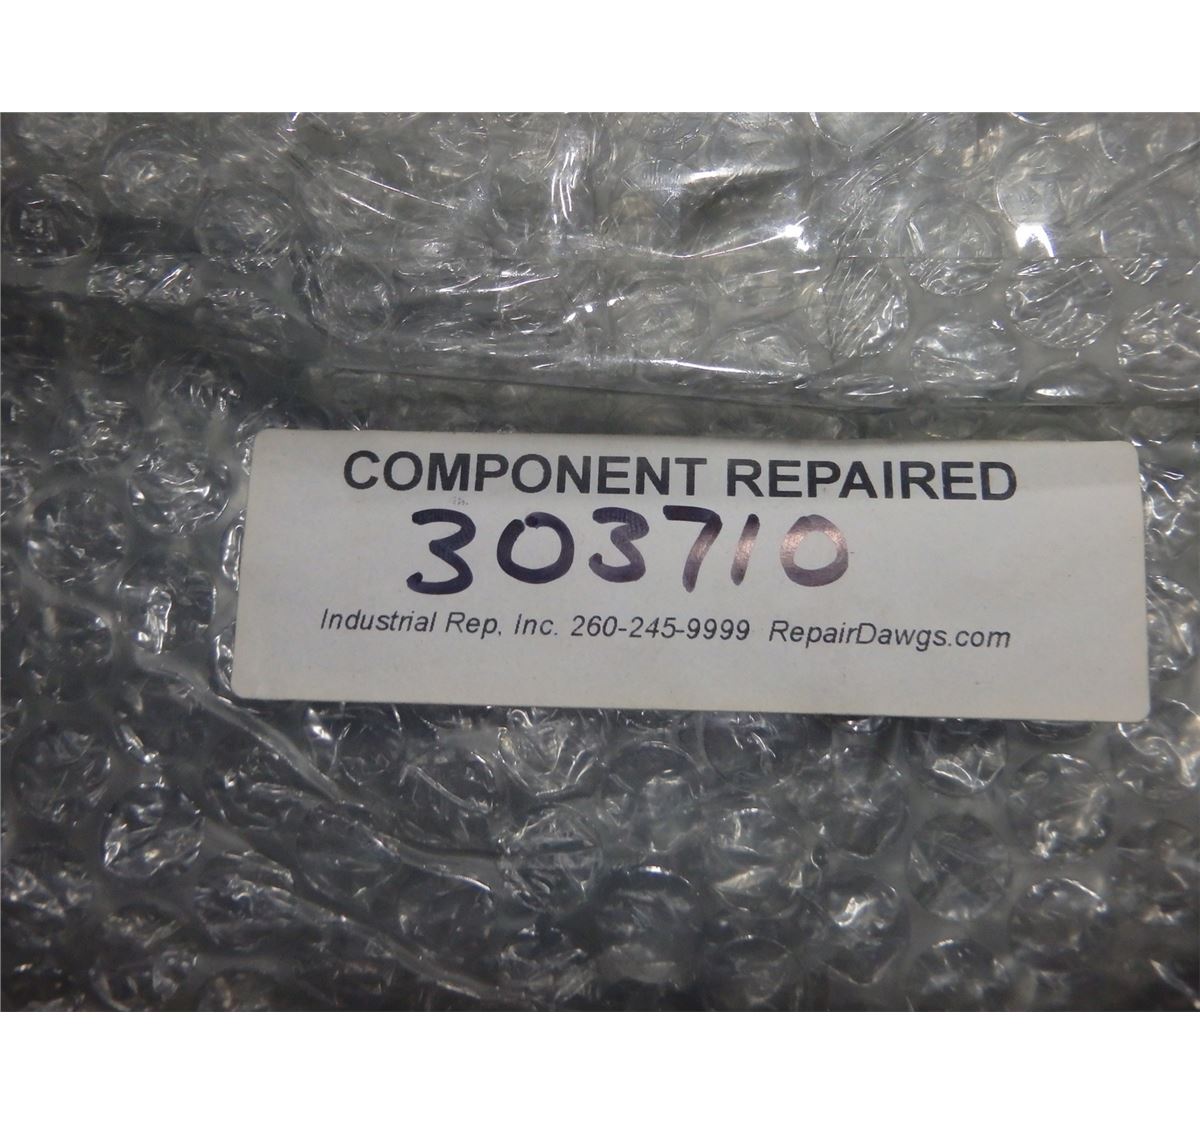 COMPONENT REPAIRED
303710
Industrial Rep, Inc. 260-245-9999 RepairDawgs.com